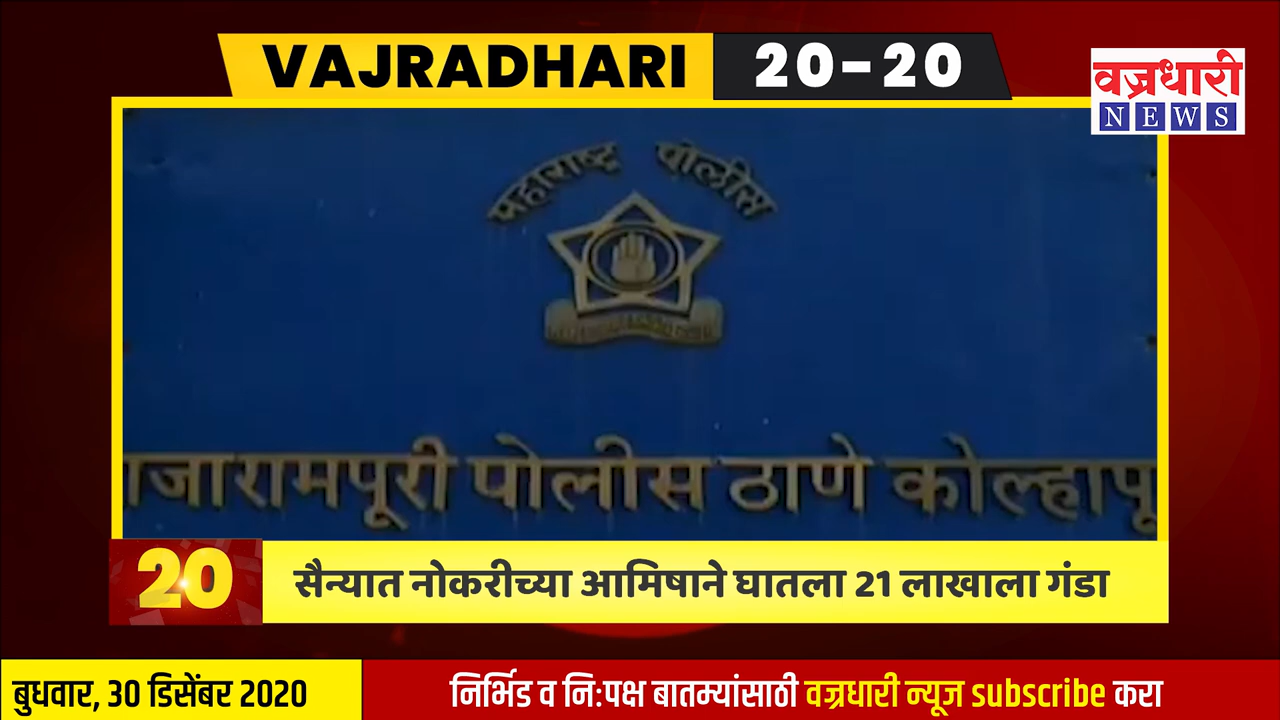 VAJRADHARI 20-20
वज्रधारी
NEWS
महाराष्ट्र पोलीस
जारामपूरी पोलीस ठाणे कोल्हापू
20 सैन्यात नोकरीच्या आमिषाने घातला 21 लाखाला गंडा
बुधवार, 30 डिसेंबर 2020 निर्भिड व नि:पक्ष बातम्यांसाठी वज्रधारी न्यूज subscribe करा